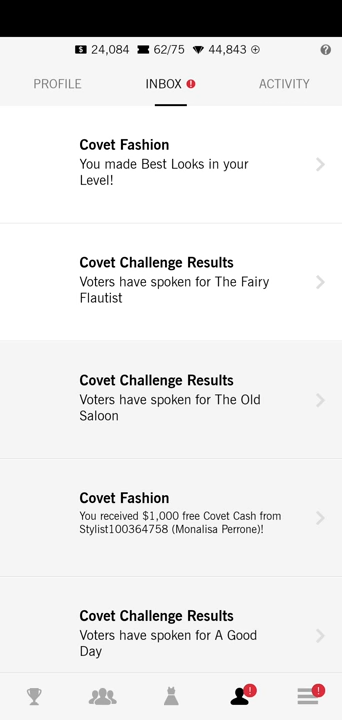 24,084 62/75 44,843
PROFILE INBOX ! ACTIVITY
Covet Fashion
You made Best Looks in your
Level!
Covet Challenge Results
Voters have spoken for The Fairy
Flautist
Covet Challenge Results
Voters have spoken for The Old
Saloon
Covet Fashion
You received $1,000 free Covet Cash from
Stylist100364758 (Monalisa Perrone)!
Covet Challenge Results
Voters have spoken for A Good
Day
! !